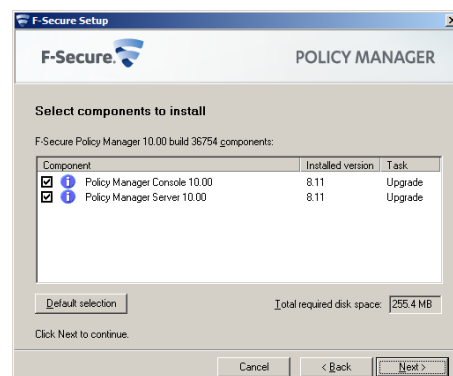 F-Secure Setup
F-Secure.
POLICY MANAGER
Select components to install
F-Secure Policy Manager 10.00 build 36754 components:
Component Installed version Task
Policy Manager Console 10.00 8.11 Upgrade
Policy Manager Server 10.00 8.11 Upgrade
Default selection Total required disk space: 255.4 MB
Click Next to continue.
Cancel < Back Next >